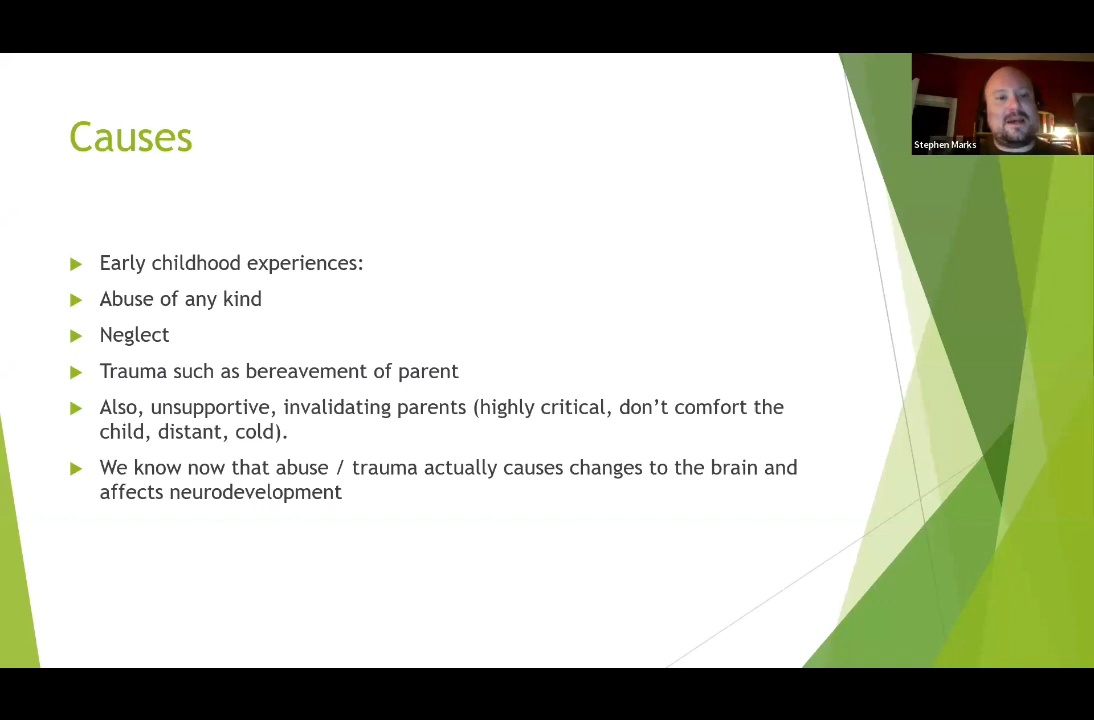 Causes
Early childhood experiences:
Abuse of any kind
Neglect
Trauma such as bereavement of parent
Also, unsupportive, invalidating parents (highly critical, don’t comfort the
child, distant, cold).
We know now that abuse / trauma actually causes changes to the brain and
affects neurodevelopment
Stephen Marks